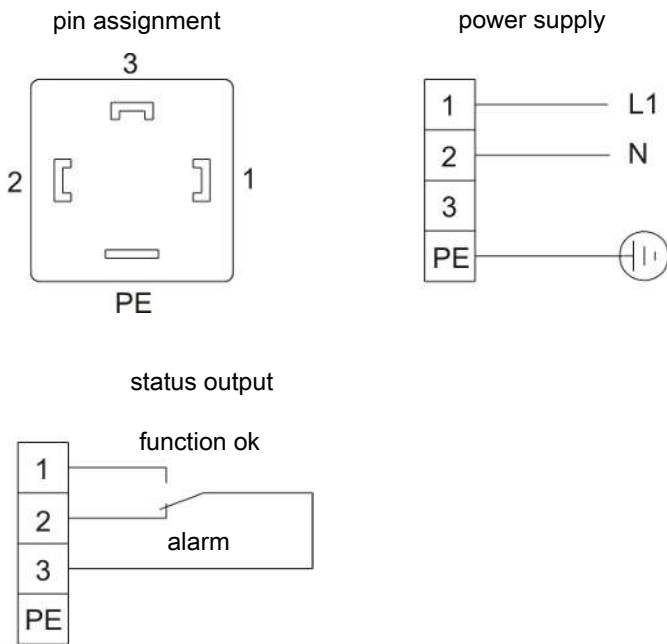 pin assignment
3
2
1
PE
power supply
1
L1
2
N
3
PE
status output
function ok
1
2
alarm
3
PE